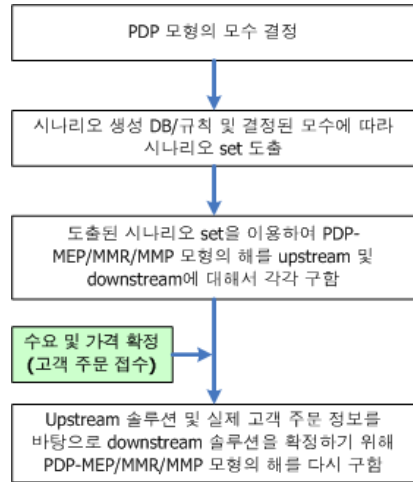 PDP 모형의 모수 결정
시나리오 생성 DB/규칙 및 결정된 모수에 따라
시나리오 set 도출
도출된 시나리오 set을 이용하여 PDP-
MEP/MMR/MMP 모형의 해를 upstream 및
downstream에 대해서 각각 구함
수요 및 가격 확정
(고객 주문 접수)
Upstream 솔루션 및 실제 고객 주문 정보를
바탕으로 downstream 솔루션을 확정하기 위해
PDP-MEP/MMR/MMP 모형의 해를 다시 구함